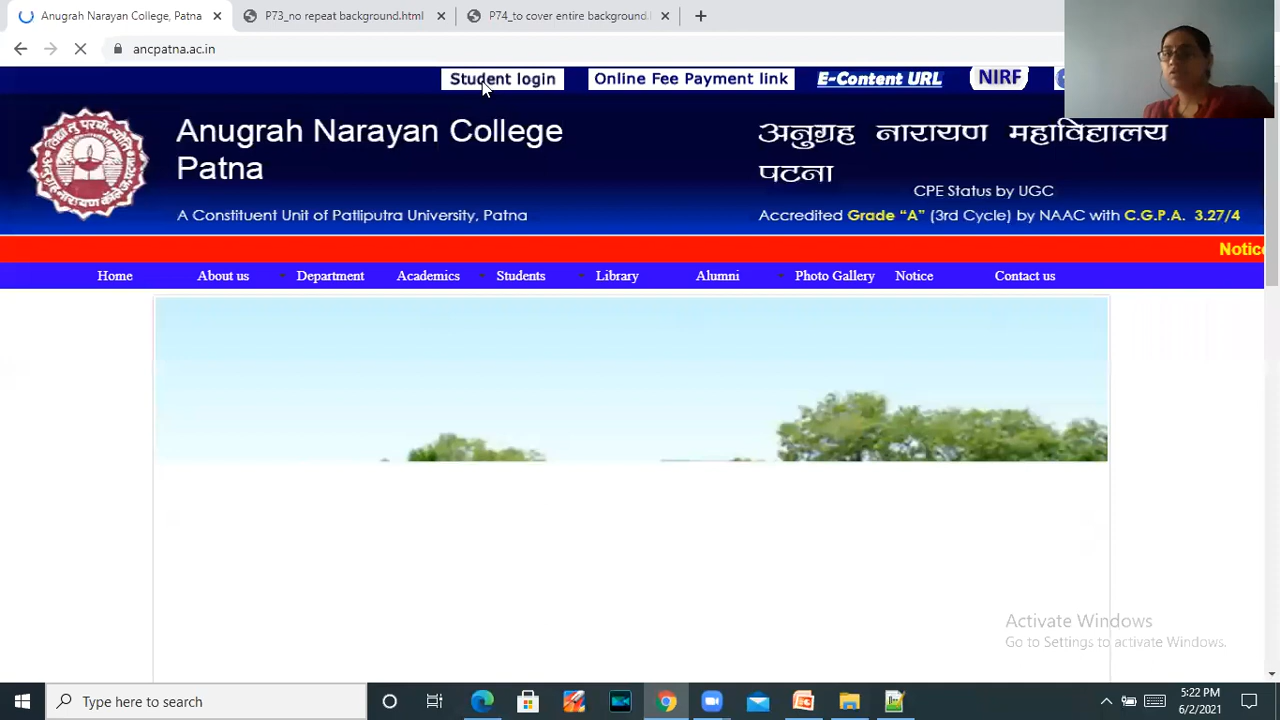 Anugrah Narayan College, Patna
P73_no repeat background.html
P74_to cover entire background.
ancpatna.ac.in
Student login
Online Fee Payment link
E-Content URL
NIRF
Anugrah Narayan College
Patna
A Constituent Unit of Patliputra University, Patna
अनुग्रह नारायण महाविद्यालय
पटना
CPE Status by UGC
Accredited Grade “A” (3rd Cycle) by NAAC with C.G.P.A. 3.27/4
Notice
Home About us Department Academics Students Library Alumni Photo Gallery Notice Contact us
Activate Windows
Go to Settings to activate Windows.
Type here to search
5:22 PM
6/2/2021